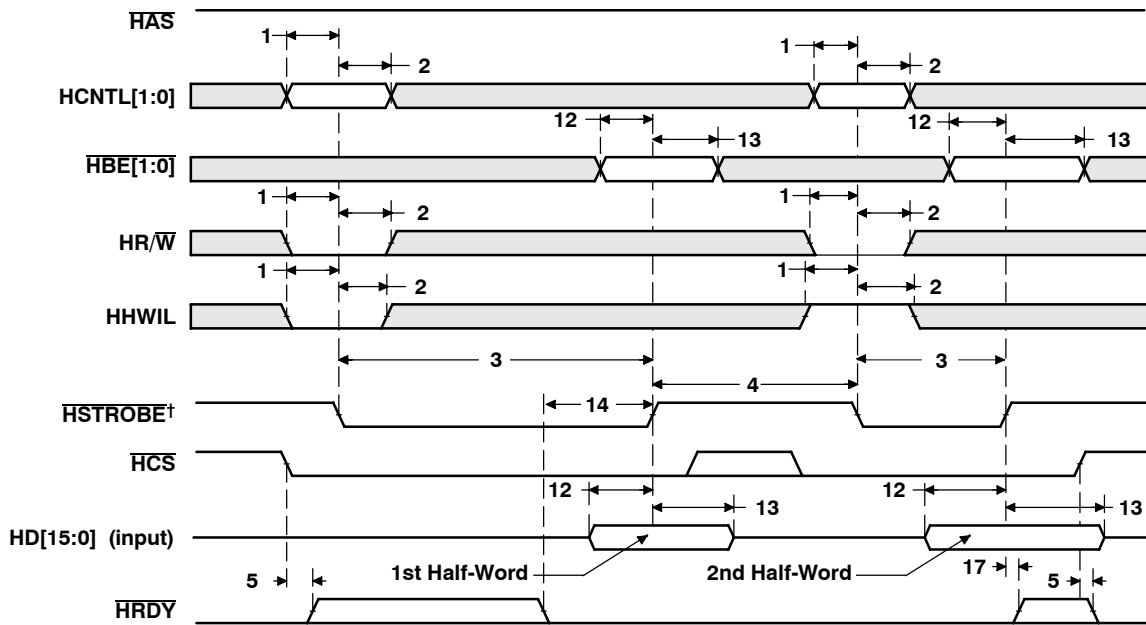 HAS
1
2
1
2
HCNTL[1:0]
12
13
12
13
HBE[1:0]
1
2
1
2
HR/W
1
2
1
2
HHWIL
3
3
4
14
HSTROBE†
HCS
12
13
12
13
HD[15:0] (input)
1st Half-Word
2nd Half-Word
5
17
5
HRDY